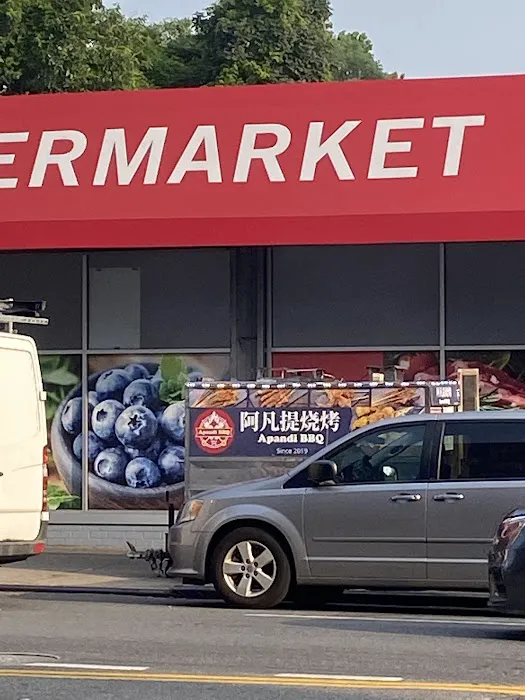 ERMARKET
阿凡提烧烤
Apandi BBQ
Since 2019